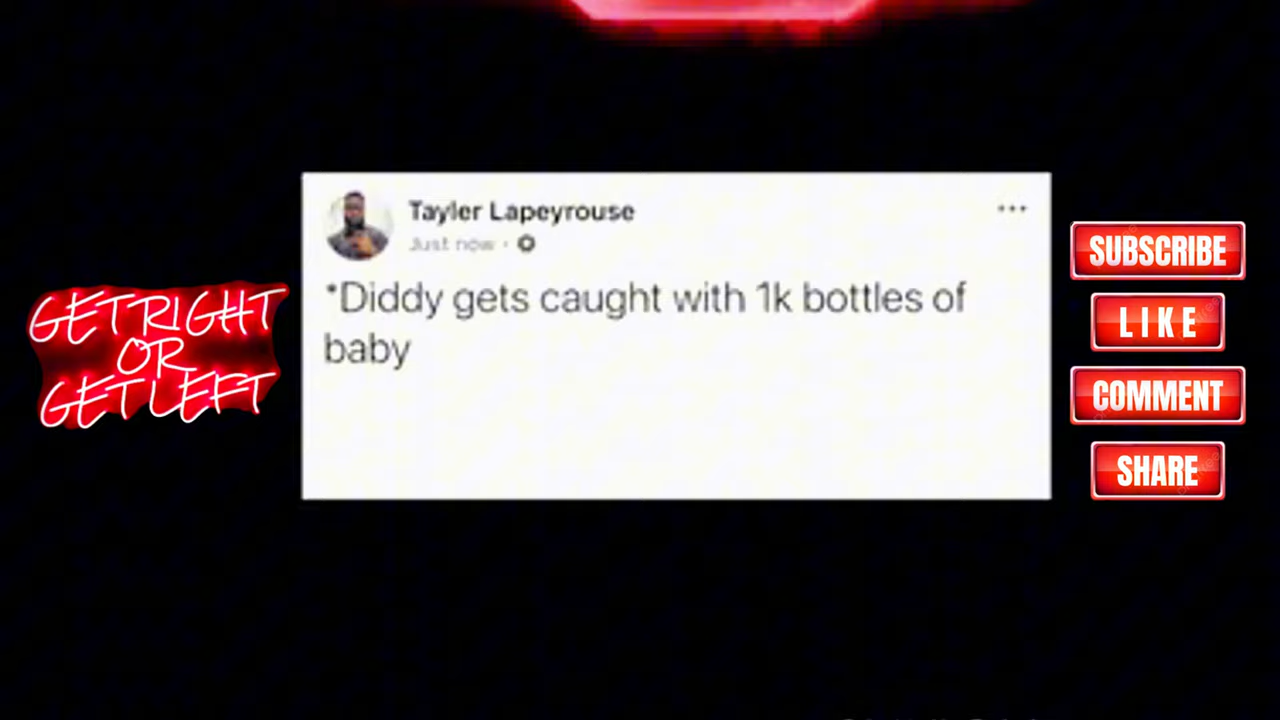 GET RIGHT
OR
GET LEFT
Tayler Lapeyrouse
Just now ·
*Diddy gets caught with 1k bottles of
baby
SUBSCRIBE
LIKE
COMMENT
SHARE